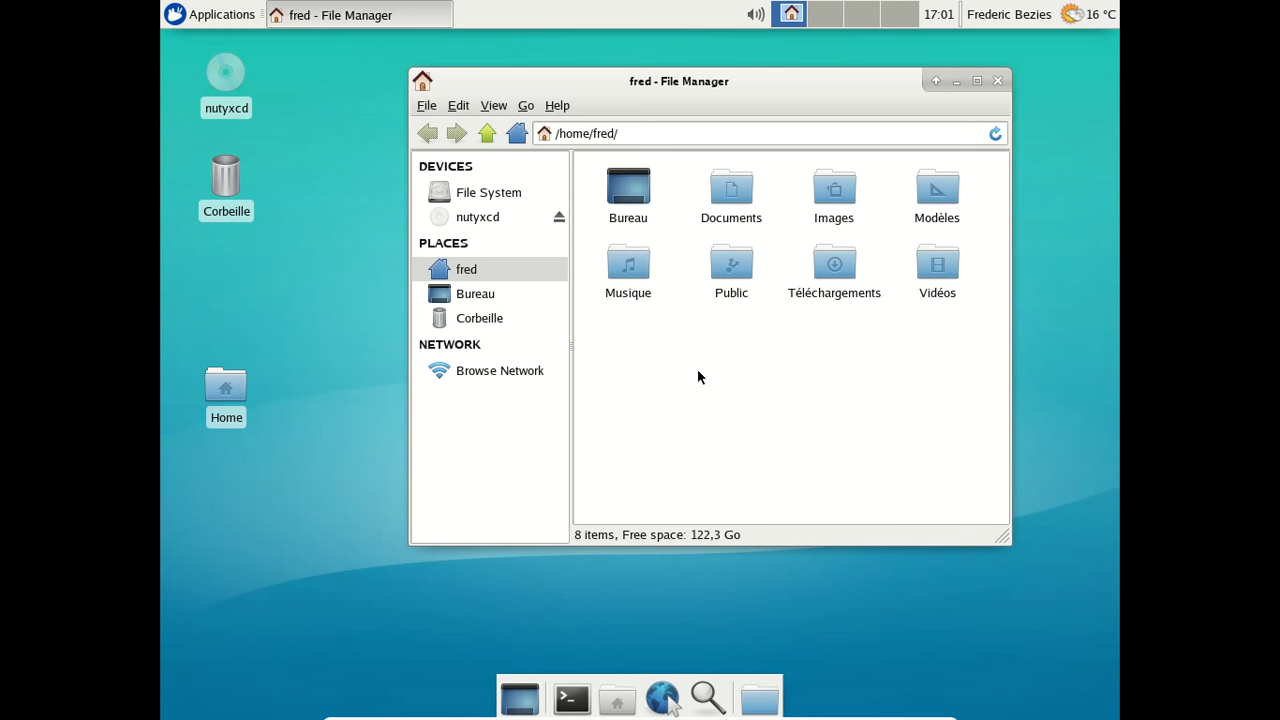 Applications
fred - File Manager
17:01
Frederic Bezies
16 °C
nutyxcd
Corbeille
Home
fred - File Manager
File Edit View Go Help
/home/fred/
DEVICES
File System
nutyxcd
PLACES
fred
Bureau
Corbeille
NETWORK
Browse Network
Bureau Documents Images Modèles
Musique Public Téléchargements Vidéos
8 items, Free space: 122,3 Go